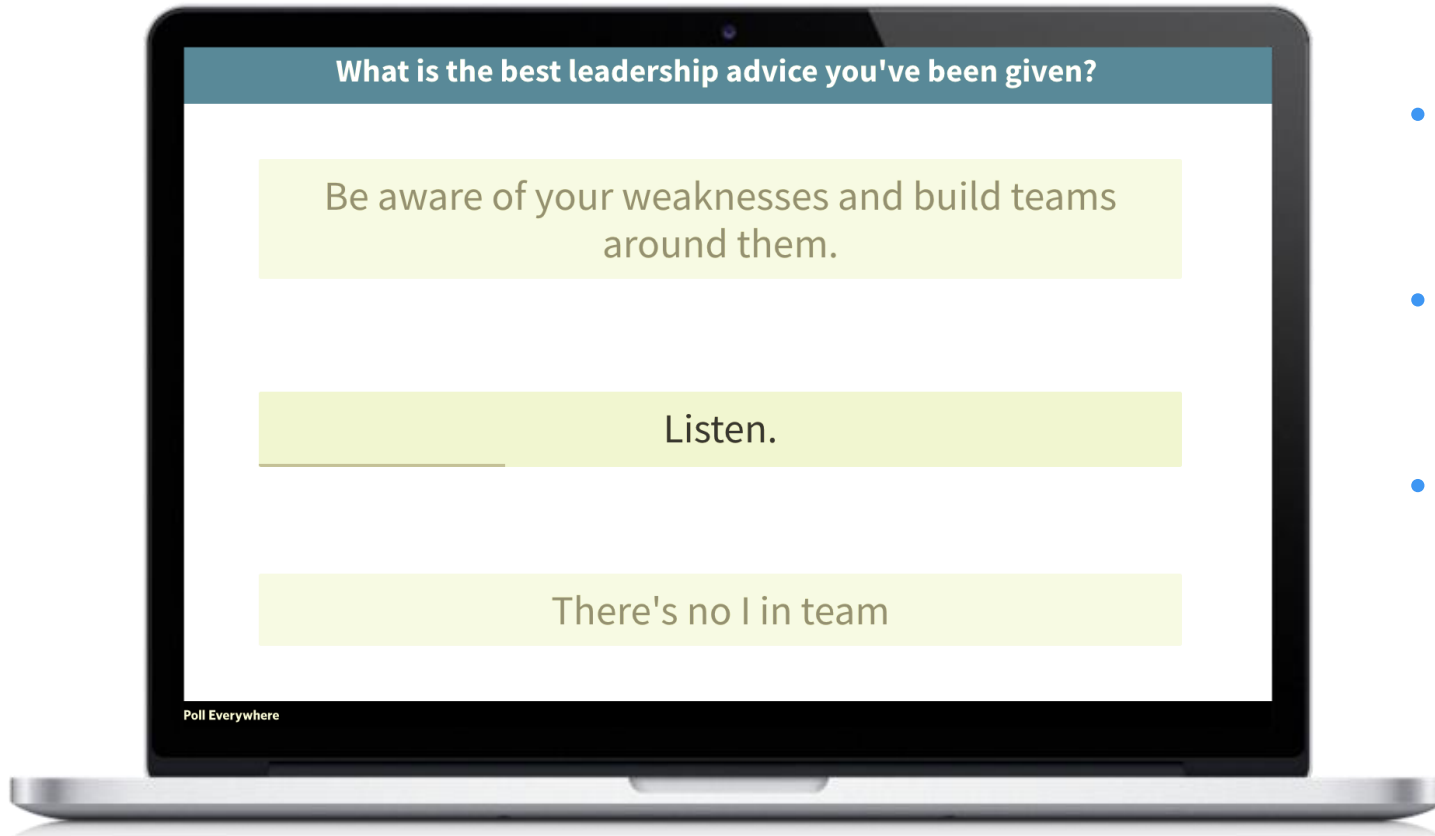 What is the best leadership advice you've been given?
Be aware of your weaknesses and build teams
around them.
Listen.
There's no I in team
Poll Everywhere